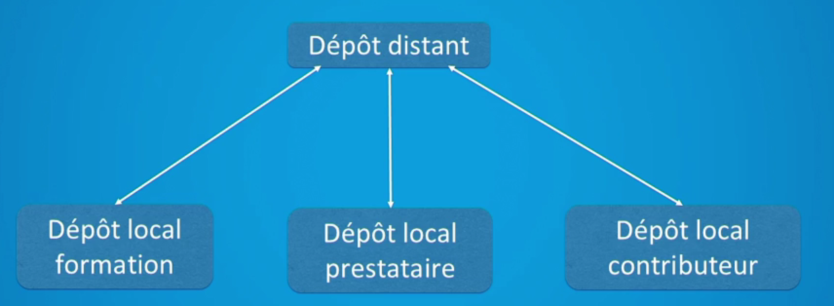 Dépôt distant
Dépôt local
formation
Dépôt local
prestataire
Dépôt local
contributeur